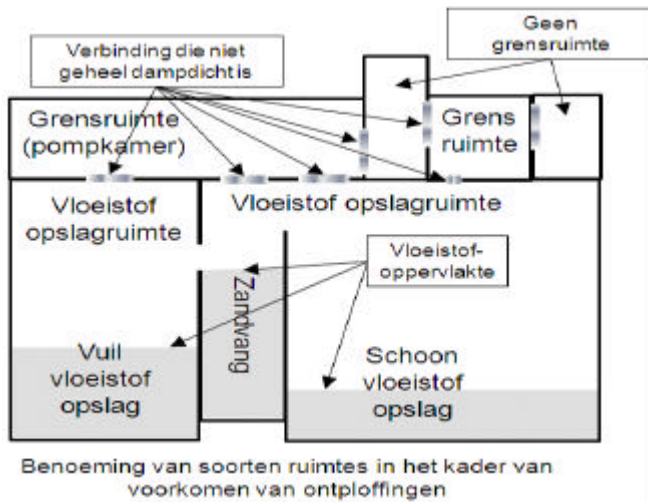 Verbinding die niet
geheel dampdicht is
Geen
grensruimte
Grensruimte
(pompkamer)
Grens
ruimte
Vloeistof
opslagruimte
Vloeistof opslagruimte
Vloeistof-
oppervlakte
Zandvang
Vuil
vloeistof
opslag
Schoon
vloeistof
opslag
Benoeming van soorten ruimtes in het kader van
voorkomen van ontploffingen